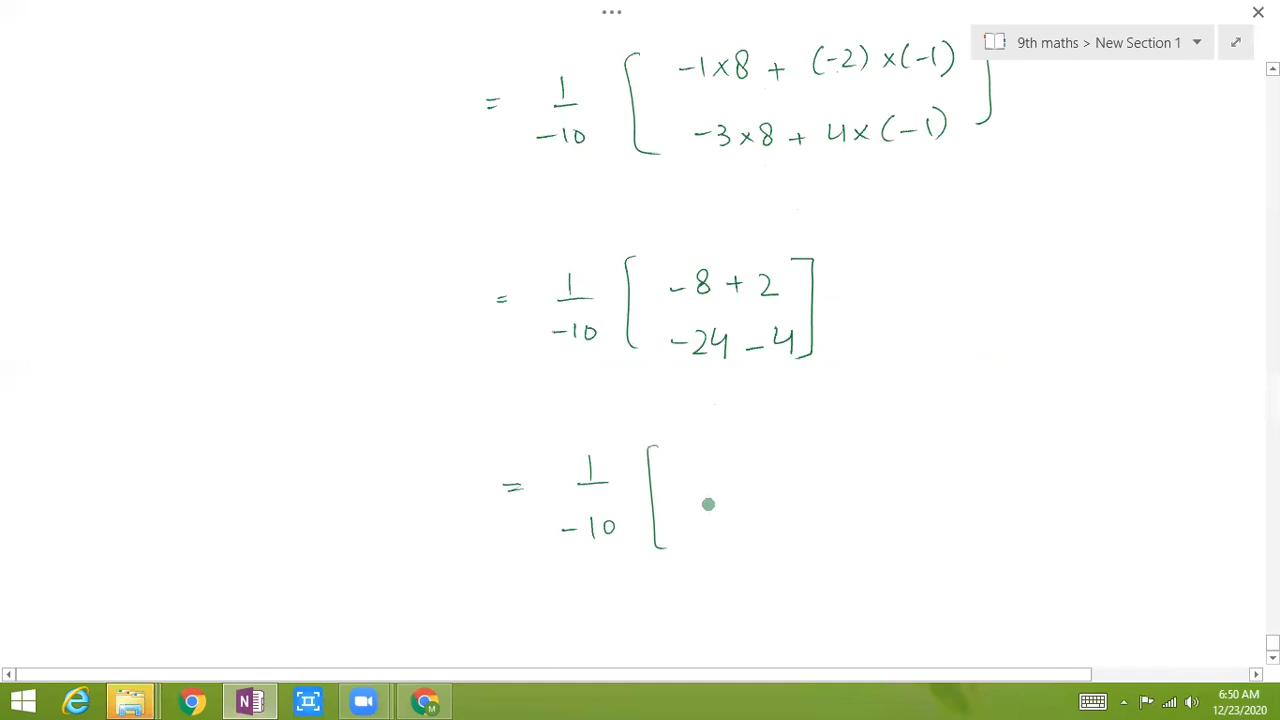 9th maths > New Section 1
= 1/-10 [ -1×8 + (-2)×(-1)
-3×8 + 4×(-1) ]
= 1/-10 [ -8 + 2
-24 - 4 ]
= 1/-10 [
6:50 AM
12/23/2020